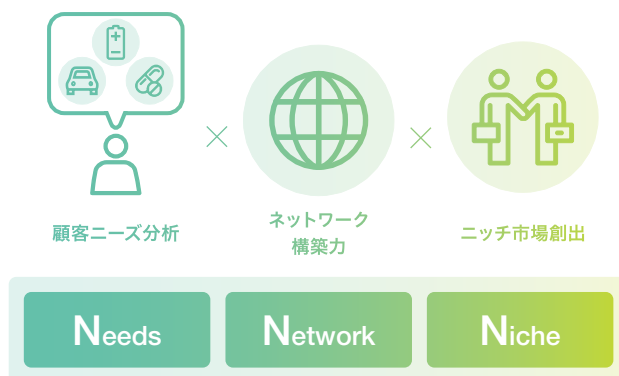 顧客ニーズ分析
ネットワーク
構築力
ニッチ市場創出
Needs
Network
Niche